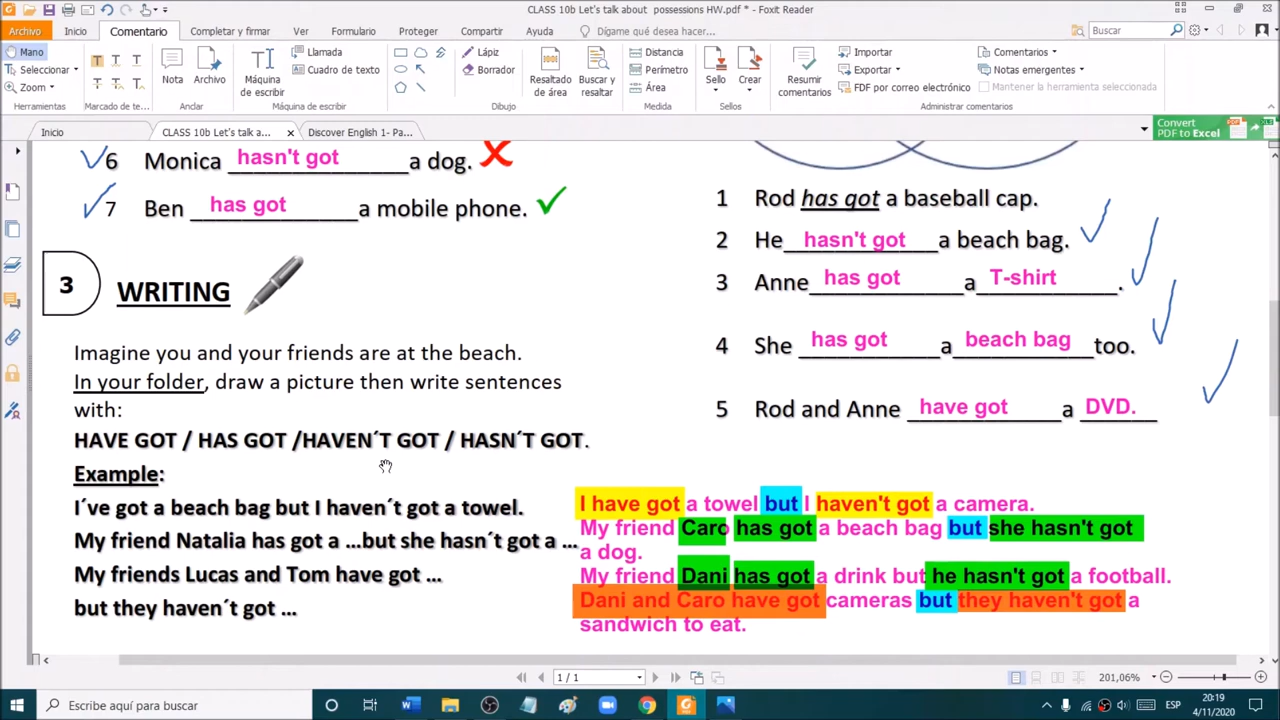 CLASS 10b Let's talk about possessions HW.pdf * - Foxit Reader
Archivo Inicio Comentario Completar y firmar Ver Formulario Proteger Compartir Ayuda Dígame qué desea hacer... Buscar
Mano
Seleccionar
Zoom
Herramientas
T T T
T T T
Marcado de te...
Nota
Archivo
Anclar
Máquina de escribir
Llamada
Cuadro de texto
Máquina de escribir
Lápiz
Borrador
Dibujo
Resaltado de área
Buscar y resaltar
Distancia
Perímetro
Área
Medida
Sello
Crear
Sellos
Resumir comentarios
Importar
Exportar
FDF por correo electrónico
Comentarios
Notas emergentes
Mantener la herramienta seleccionada
Administrar comentarios
Inicio CLASS 10b Let's talk a... Discover English 1- Pa...
Convert PDF to Excel
6 Monica hasn't got a dog.
7 Ben has got a mobile phone.
3 WRITING
Imagine you and your friends are at the beach.
In your folder, draw a picture then write sentences
with:
HAVE GOT / HAS GOT /HAVEN´T GOT / HASN´T GOT.
Example:
I´ve got a beach bag but I haven´t got a towel.
My friend Natalia has got a ...but she hasn´t got a ...
My friends Lucas and Tom have got ...
but they haven´t got ...
1 Rod has got a baseball cap.
2 He hasn't got a beach bag.
3 Anne has got a T-shirt.
4 She has got a beach bag too.
5 Rod and Anne have got a DVD.
I have got a towel but I haven't got a camera.
My friend Caro has got a beach bag but she hasn't got
a dog.
My friend Dani has got a drink but he hasn't got a football.
Dani and Caro have got cameras but they haven't got a
sandwich to eat.
1 / 1
201,06%
Escribe aquí para buscar
ESP
20:19
4/11/2020